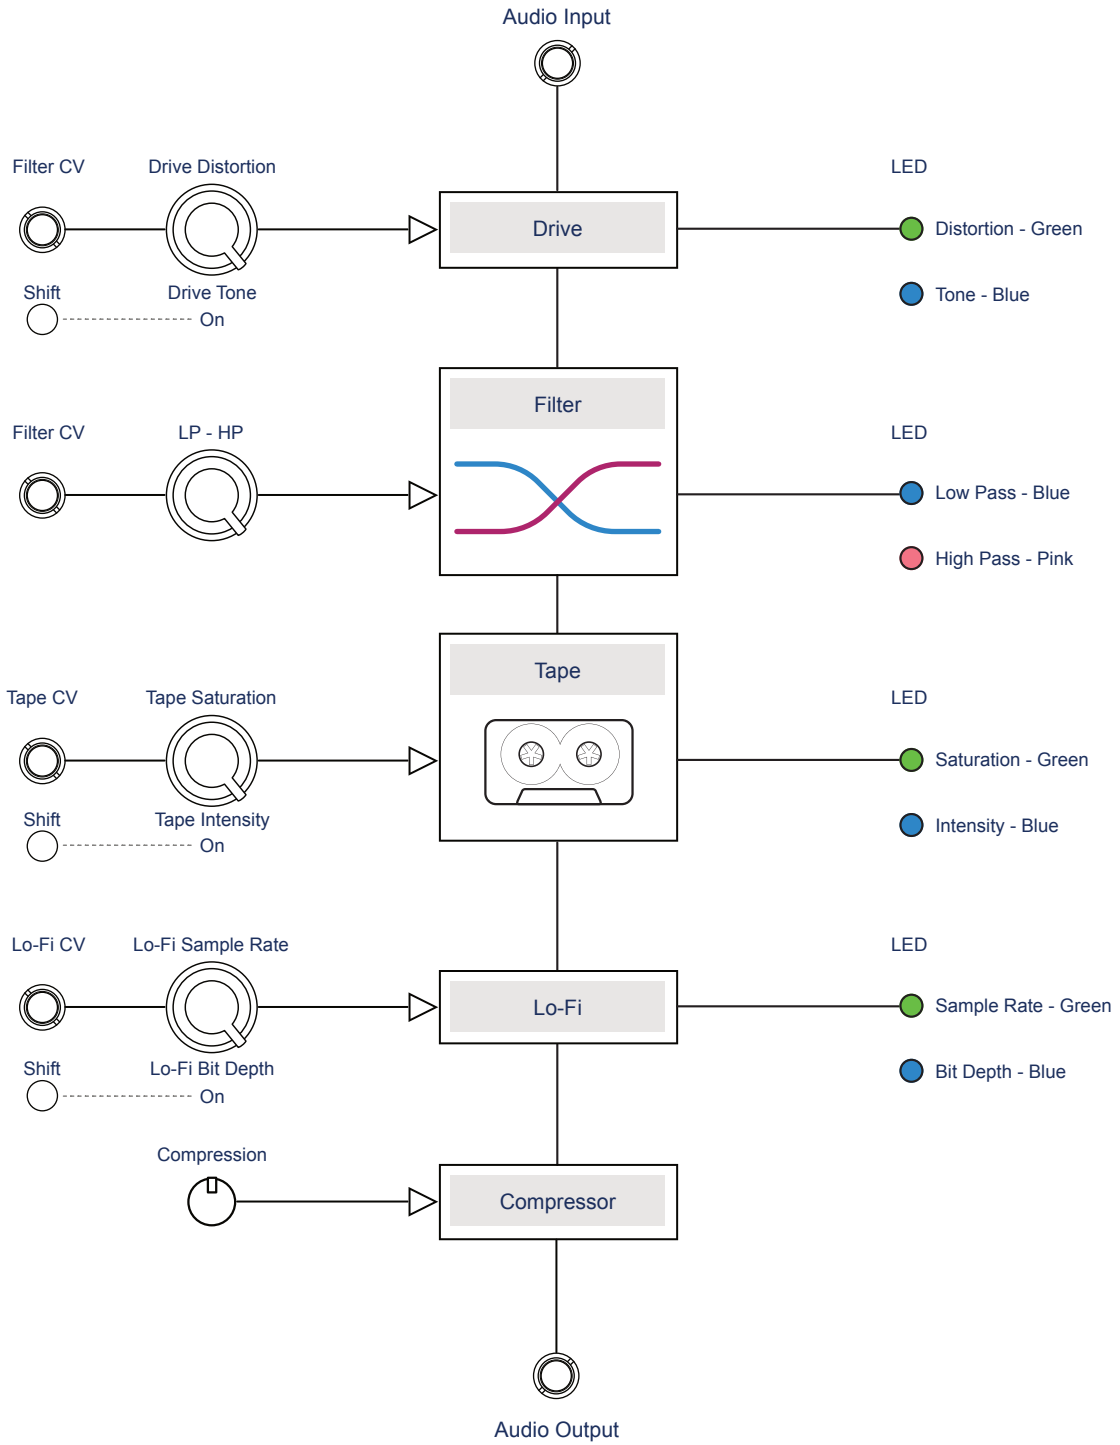 Audio Input
Filter CV
Drive Distortion
LED
Drive
Distortion - Green
Shift
Drive Tone
Tone - Blue
On
Filter
Filter CV
LP - HP
LED
Low Pass - Blue
High Pass - Pink
Tape
Tape CV
Tape Saturation
LED
Saturation - Green
Shift
Tape Intensity
Intensity - Blue
On
Lo-Fi CV
Lo-Fi Sample Rate
LED
Lo-Fi
Sample Rate - Green
Shift
Lo-Fi Bit Depth
Bit Depth - Blue
On
Compression
Compressor
Audio Output